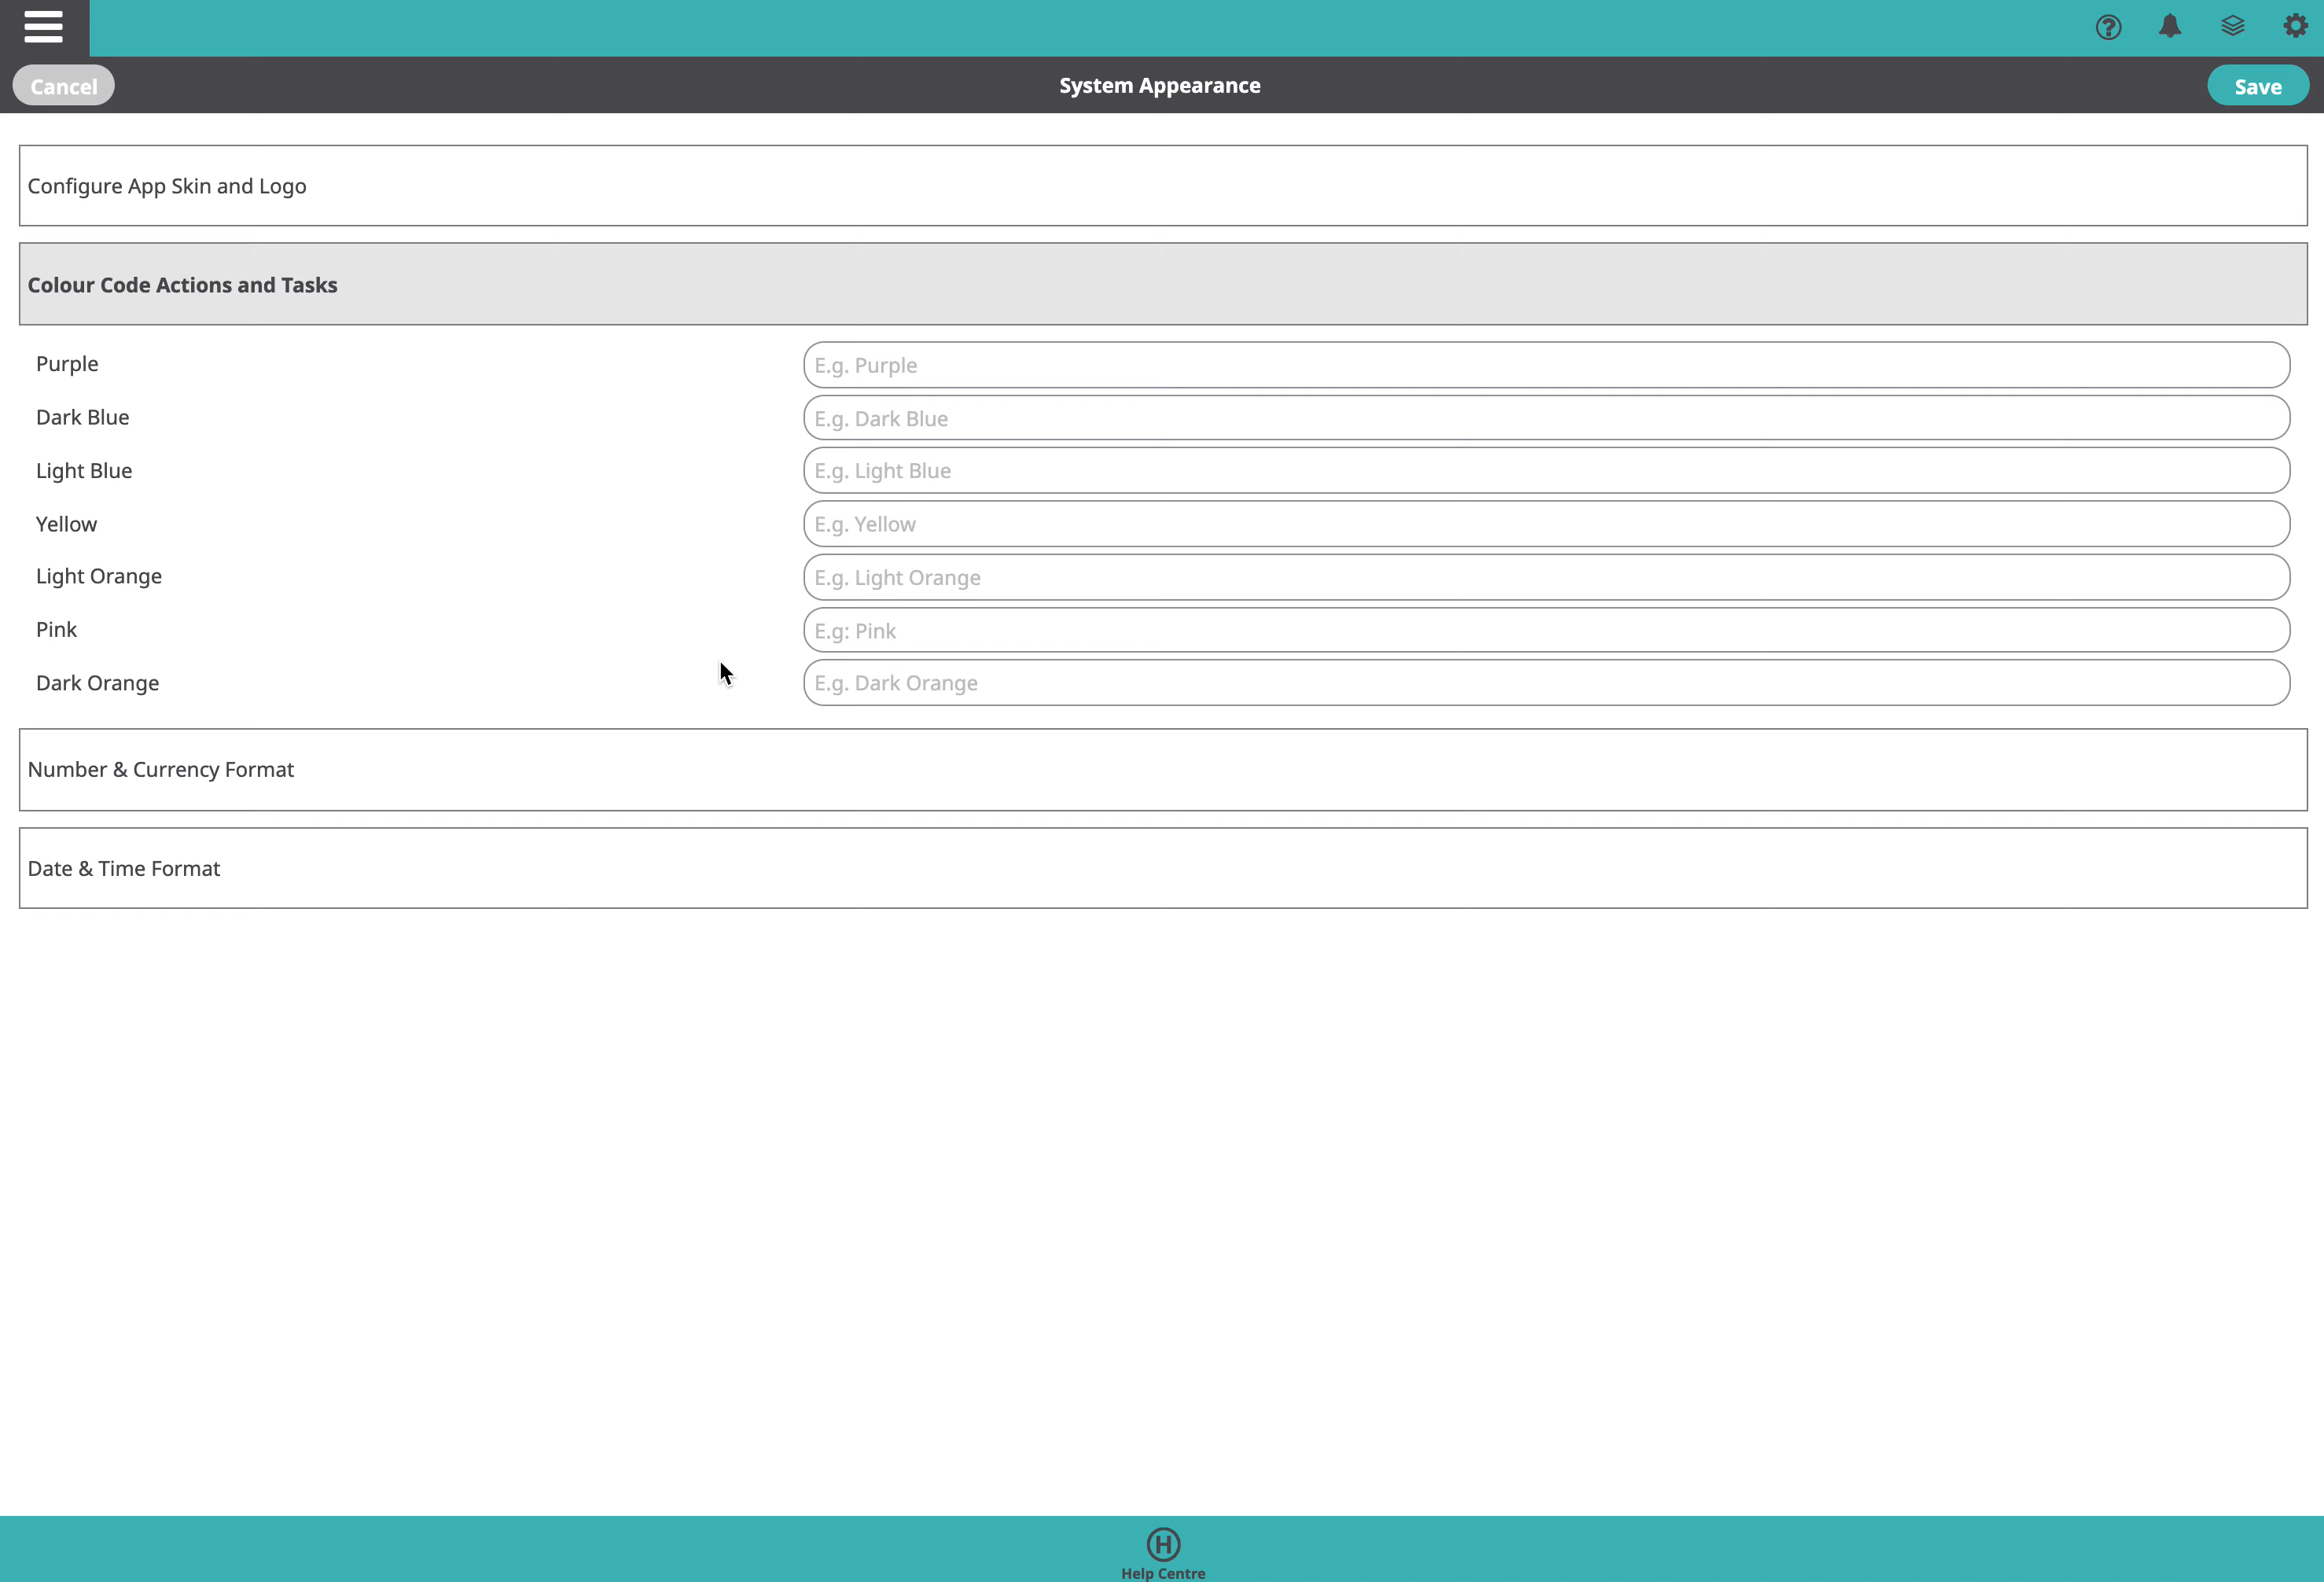 Cancel
System Appearance
Save
Configure App Skin and Logo
Colour Code Actions and Tasks
Purple
E.g. Purple
Dark Blue
E.g. Dark Blue
Light Blue
E.g. Light Blue
Yellow
E.g. Yellow
Light Orange
E.g. Light Orange
Pink
E.g: Pink
Dark Orange
E.g. Dark Orange
Number & Currency Format
Date & Time Format
H
Help Centre